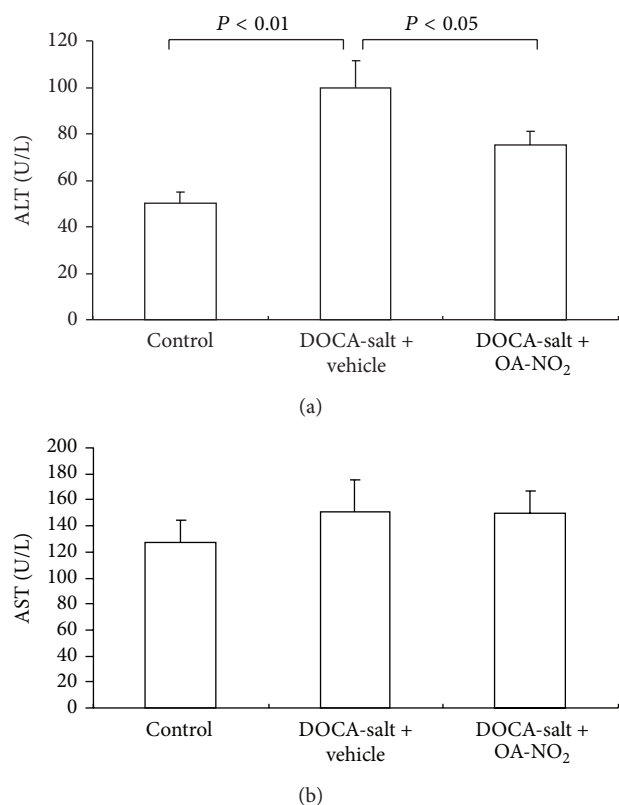 P < 0.01
P < 0.05
120
100
80
60
40
20
0
ALT (U/L)
Control
DOCA-salt +
vehicle
DOCA-salt +
OA-NO₂
(a)
200
180
160
140
120
100
80
60
40
20
0
AST (U/L)
Control
DOCA-salt +
vehicle
DOCA-salt +
OA-NO₂
(b)